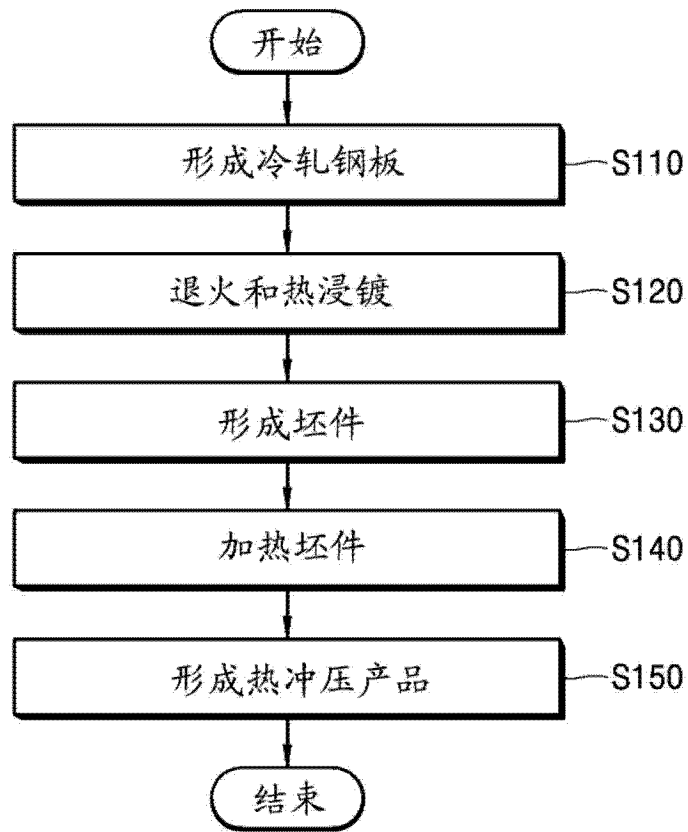 开始
形成冷轧钢板 S110
退火和热浸镀 S120
形成坯件 S130
加热坯件 S140
形成热冲压产品 S150
结束